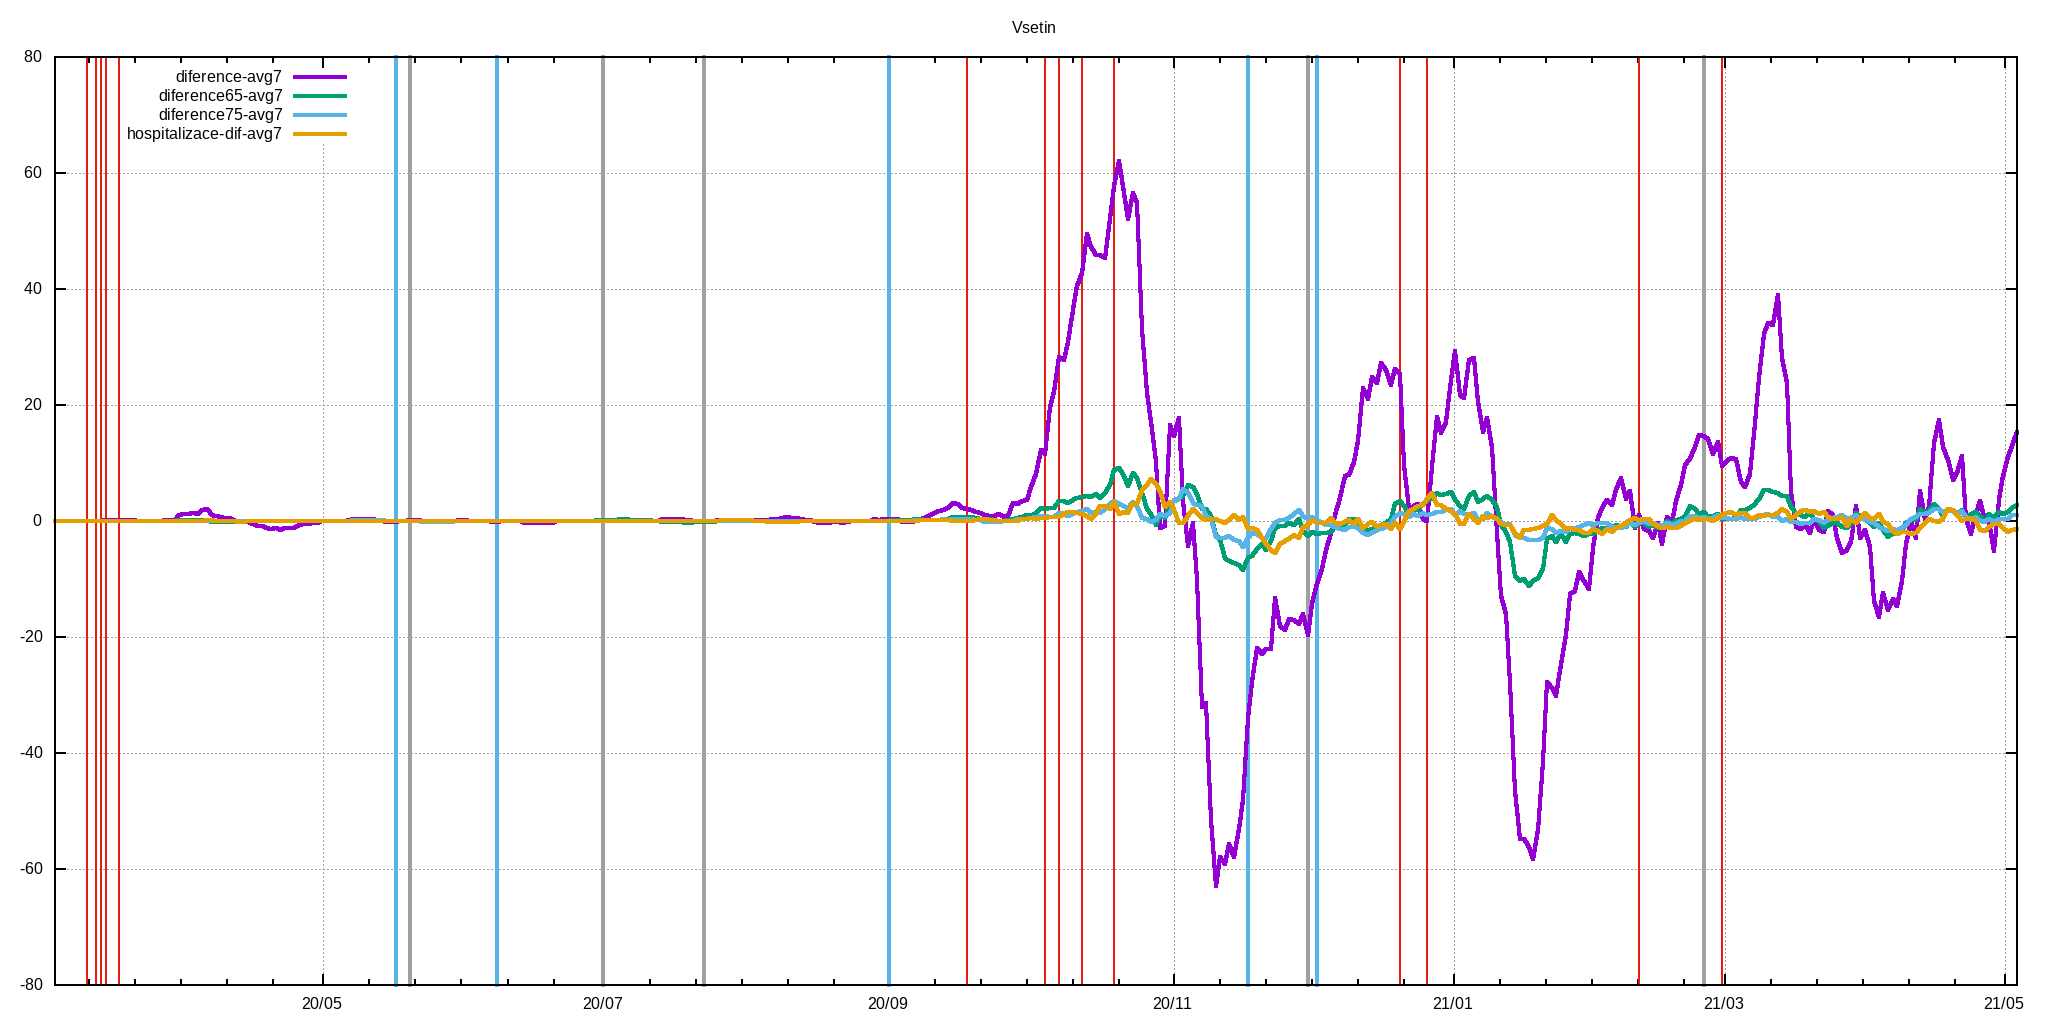 Vsetin
80
diference-avg7
diference65-avg7
diference75-avg7
hospitalizace-dif-avg7
60
40
20
0
-20
-40
-60
-80
20/05 20/07 20/09 20/11 21/01 21/03 21/05